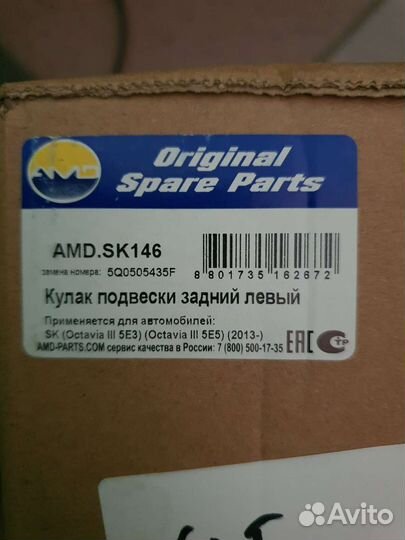 AMD
Original
Spare Parts
AMD.SK146
замена номера: 5Q0505435F
8 801735 162672
Кулак подвески задний левый
Применяется для автомобилей:
SK (Octavia III 5E3) (Octavia III 5E5) (2013-)
AMD-PARTS.COM сервис качества в России: 7 (800) 500-17-35
EAC
Avito